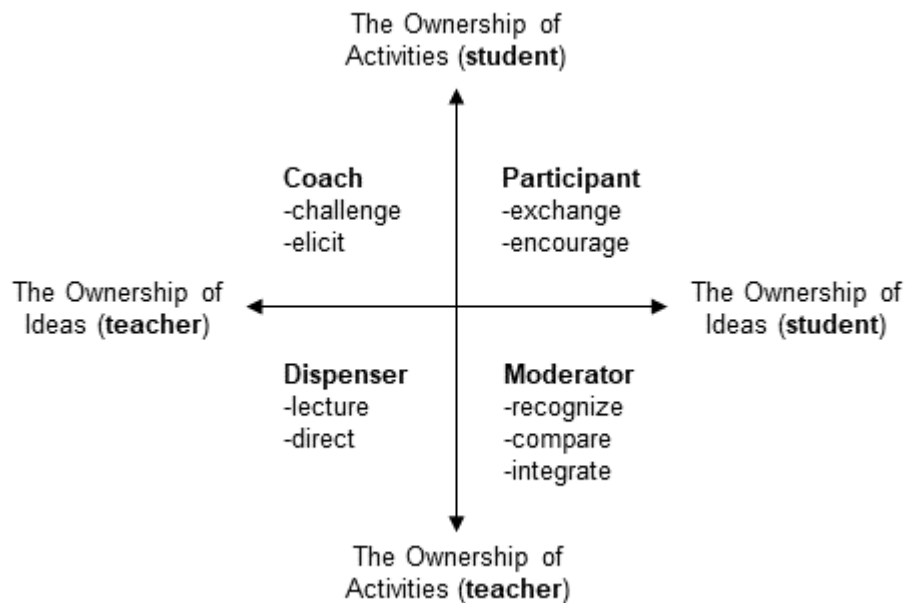 The Ownership of
Activities (student)
Coach
-challenge
-elicit
Participant
-exchange
-encourage
The Ownership of
Ideas (teacher)
The Ownership of
Ideas (student)
Dispenser
-lecture
-direct
Moderator
-recognize
-compare
-integrate
The Ownership of
Activities (teacher)